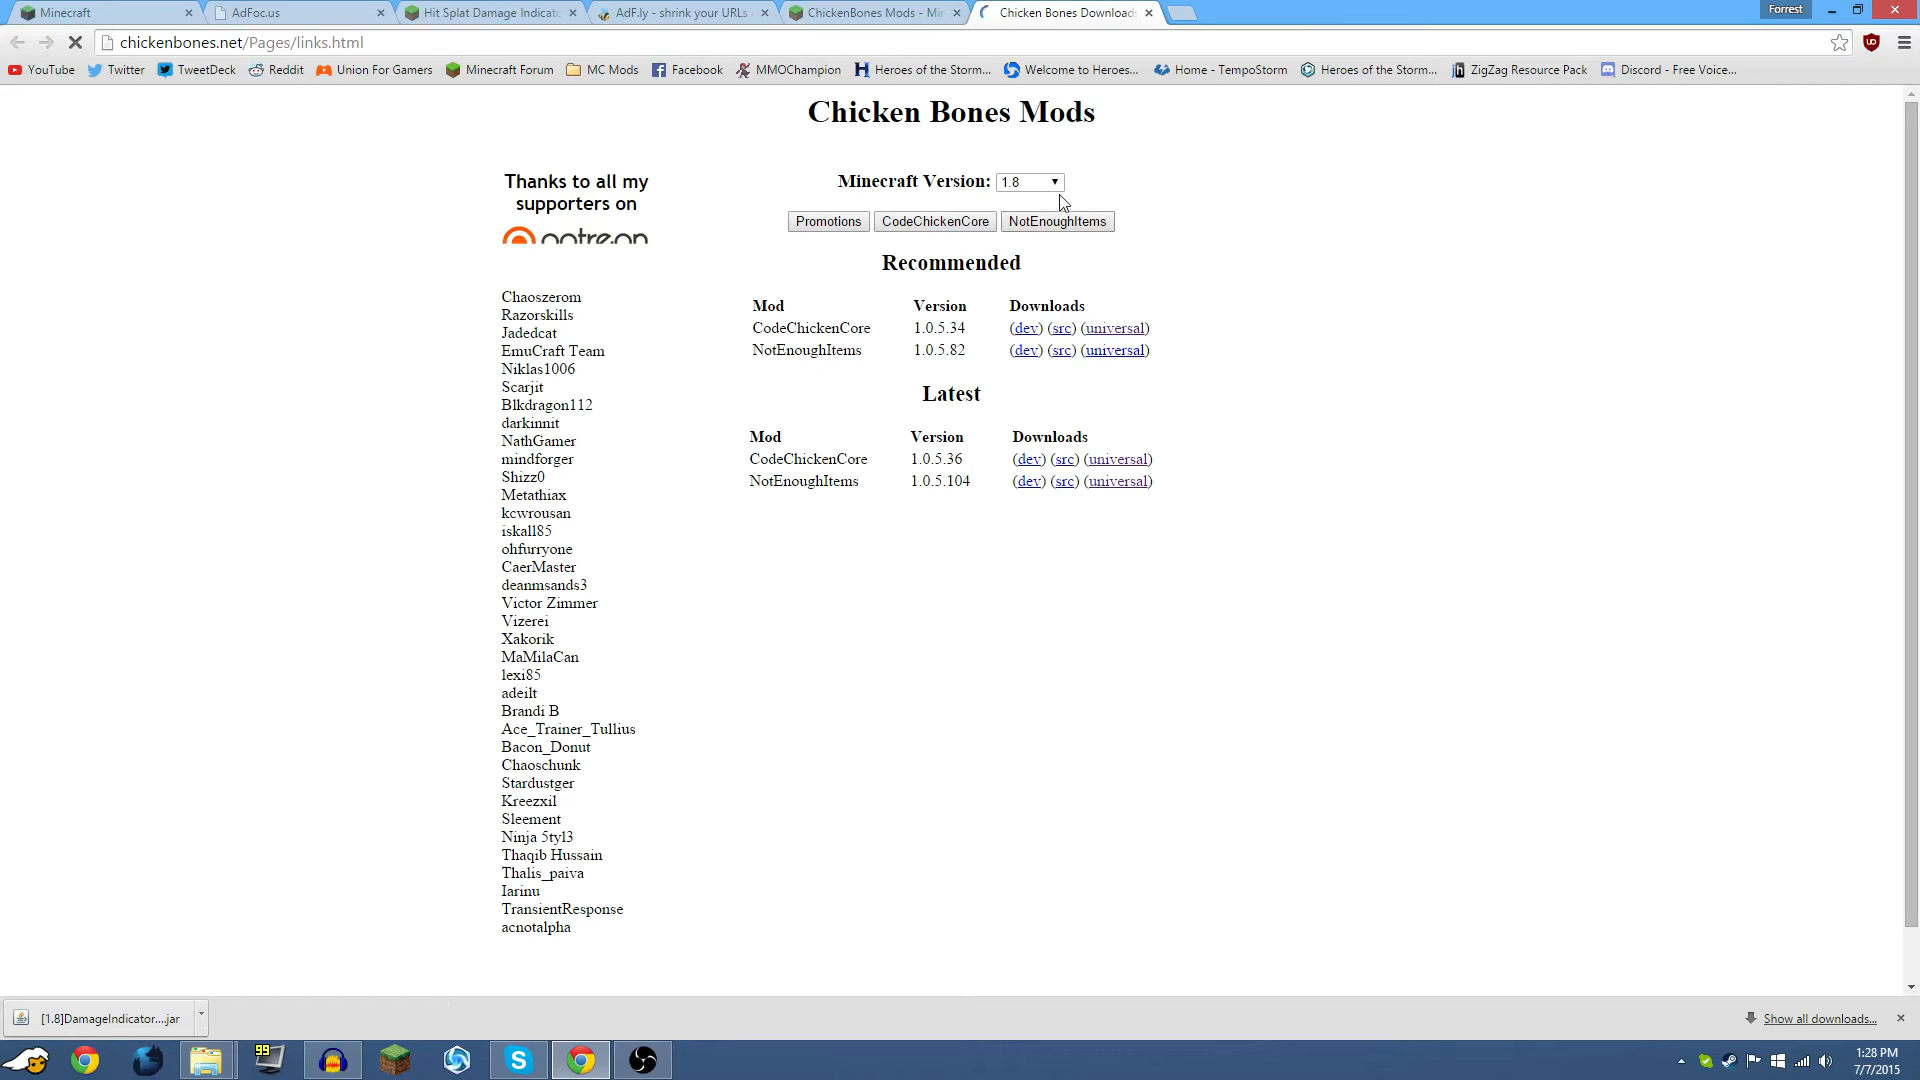 Minecraft
AdFoc.us
Hit Splat Damage Indicato
AdF.ly - shrink your URLs
ChickenBones Mods - Min
Chicken Bones Downloads
Forrest
chickenbones.net/Pages/links.html
YouTube
Twitter
TweetDeck
Reddit
Union For Gamers
Minecraft Forum
MC Mods
Facebook
MMOChampion
Heroes of the Storm...
Welcome to Heroes...
Home - TempoStorm
Heroes of the Storm...
ZigZag Resource Pack
Discord - Free Voice...
Chicken Bones Mods
Thanks to all my
supporters on
patreon
Minecraft Version: 1.8
Promotions CodeChickenCore NotEnoughItems
Recommended
Mod Version Downloads
CodeChickenCore 1.0.5.34 (dev) (src) (universal)
NotEnoughItems 1.0.5.82 (dev) (src) (universal)
Latest
Mod Version Downloads
CodeChickenCore 1.0.5.36 (dev) (src) (universal)
NotEnoughItems 1.0.5.104 (dev) (src) (universal)
Chaoszerom
Razorskills
Jadedcat
EmuCraft Team
Niklas1006
Scarjit
Blkdragon112
darkinnit
NathGamer
mindforger
Shizz0
Metathiax
kcwrousan
iskall85
ohfurryone
CaerMaster
deanmsands3
Victor Zimmer
Vizerei
Xakorik
MaMilaCan
lexi85
adeilt
Brandi B
Ace_Trainer_Tullius
Bacon_Donut
Chaoschunk
Stardustger
Kreezxil
Sleement
Ninja 5tyl3
Thaqib Hussain
Thalis_paiva
Iarinu
TransientResponse
acnotalpha
[1.8]DamageIndicator....jar
Show all downloads...
99
1:28 PM
7/7/2015